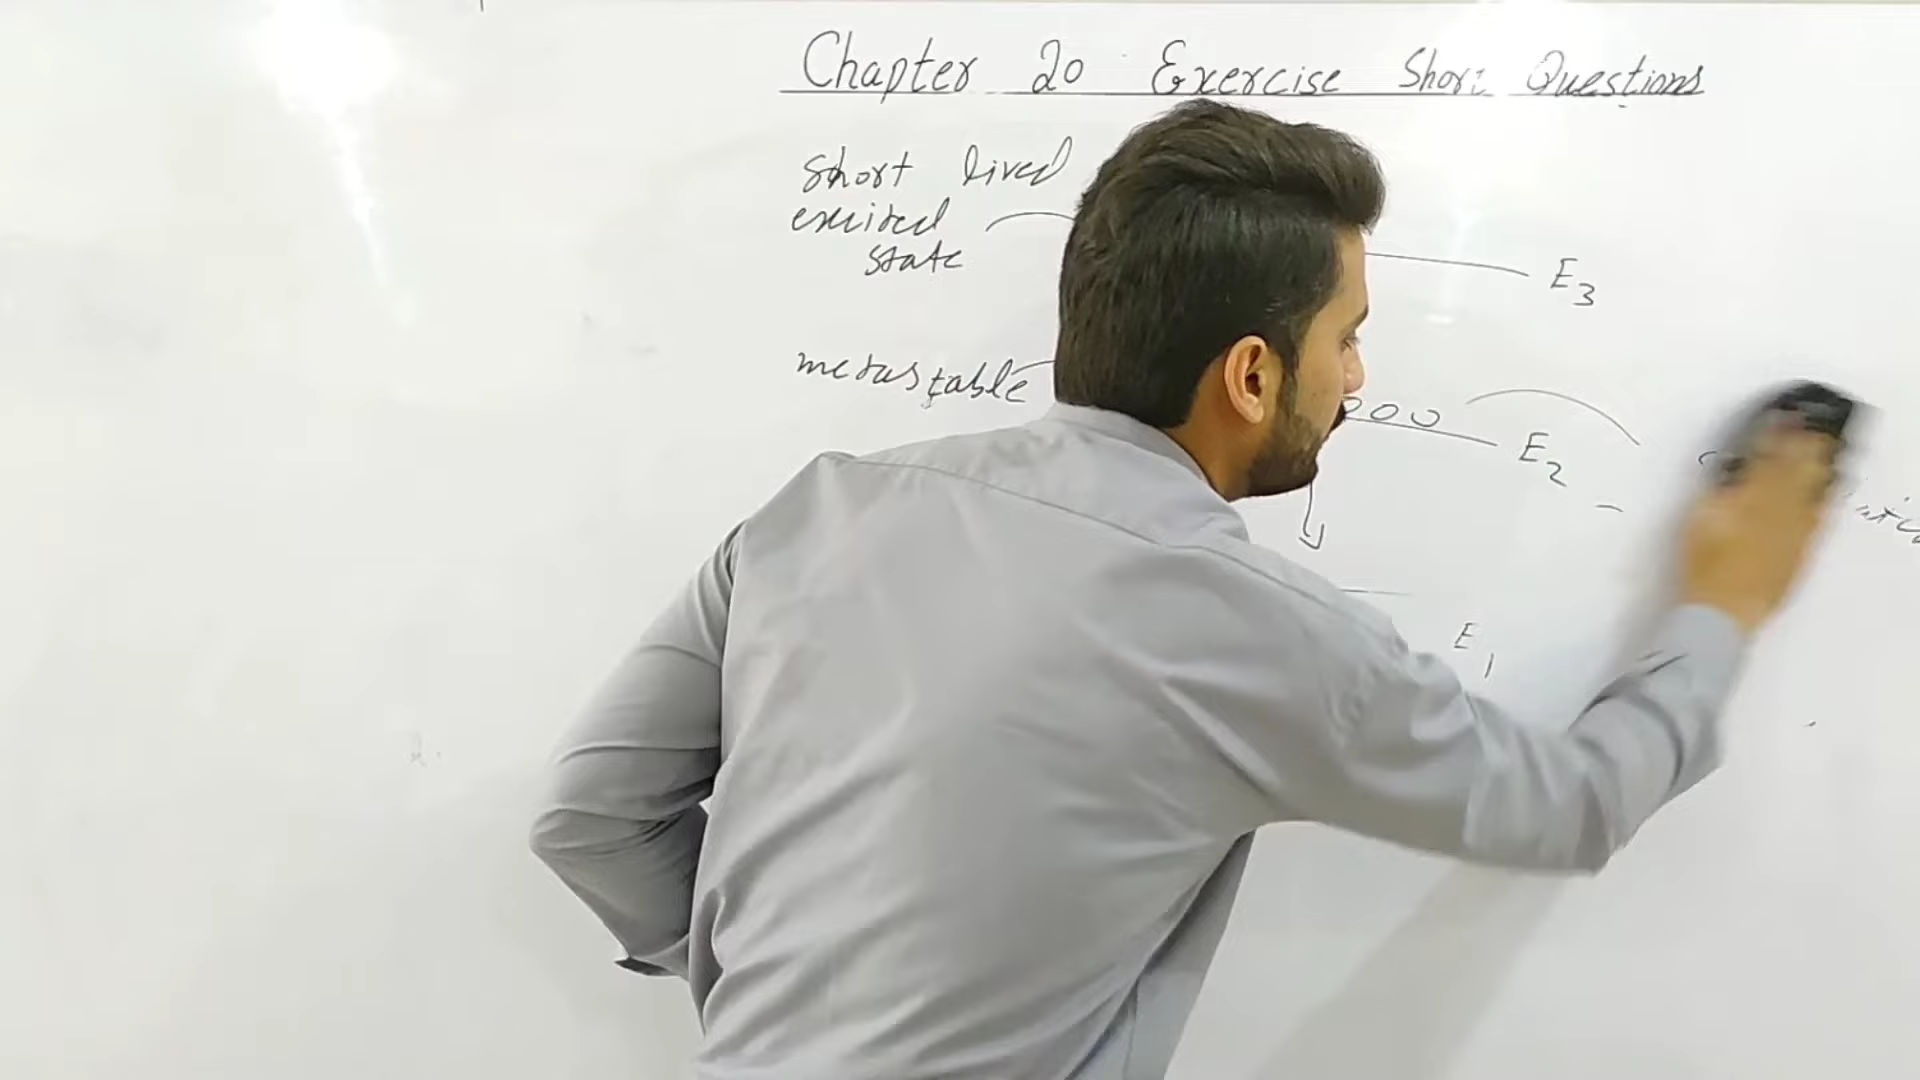 Chapter 20 Exercise Short Questions
Short lived
excited
state
E3
metastable
E2
E1